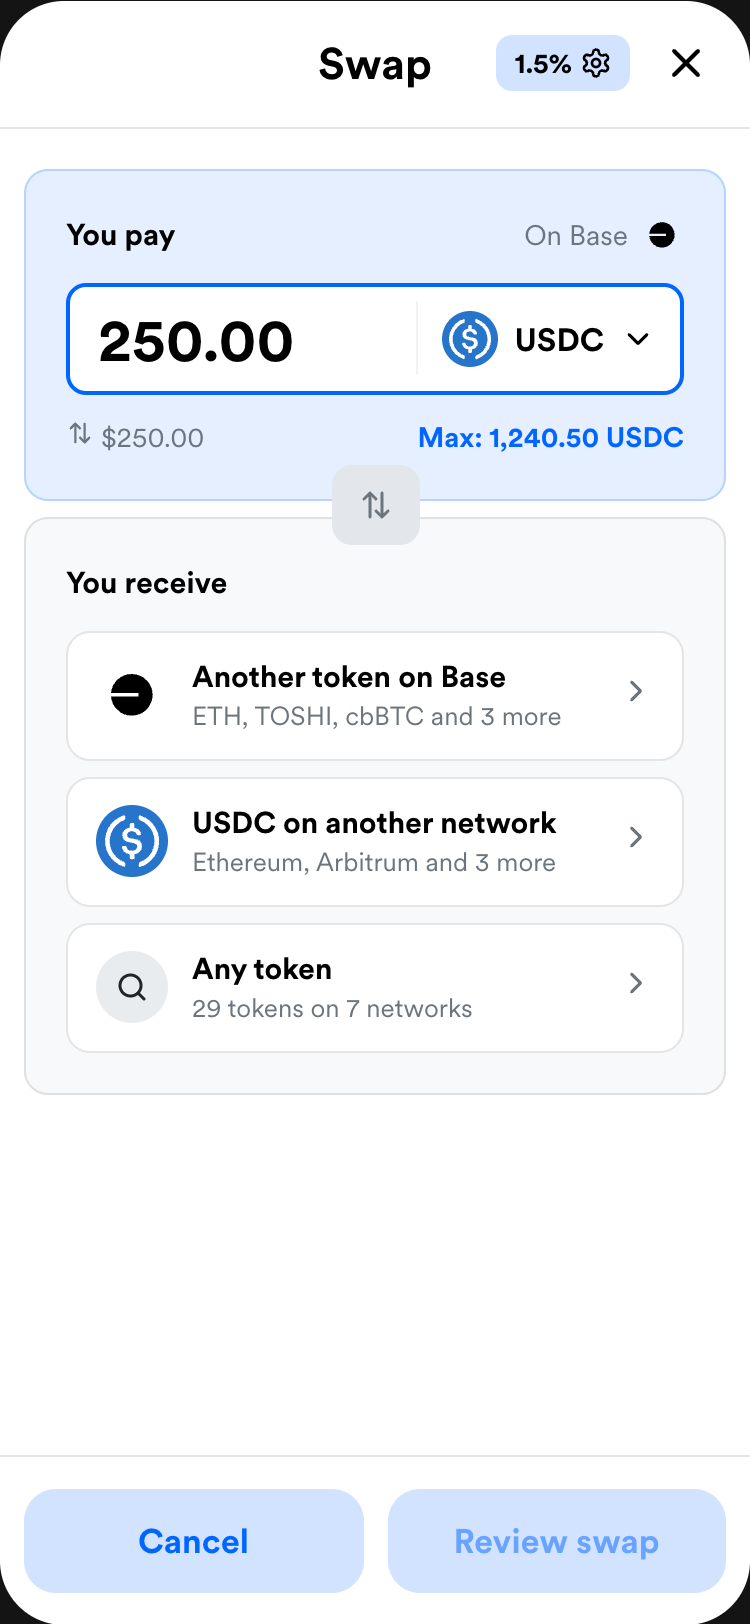 Swap
1.5%
You pay
On Base
250.00
USDC
$250.00
Max: 1,240.50 USDC
You receive
Another token on Base
ETH, TOSHI, cbBTC and 3 more
USDC on another network
Ethereum, Arbitrum and 3 more
Any token
29 tokens on 7 networks
Cancel
Review swap